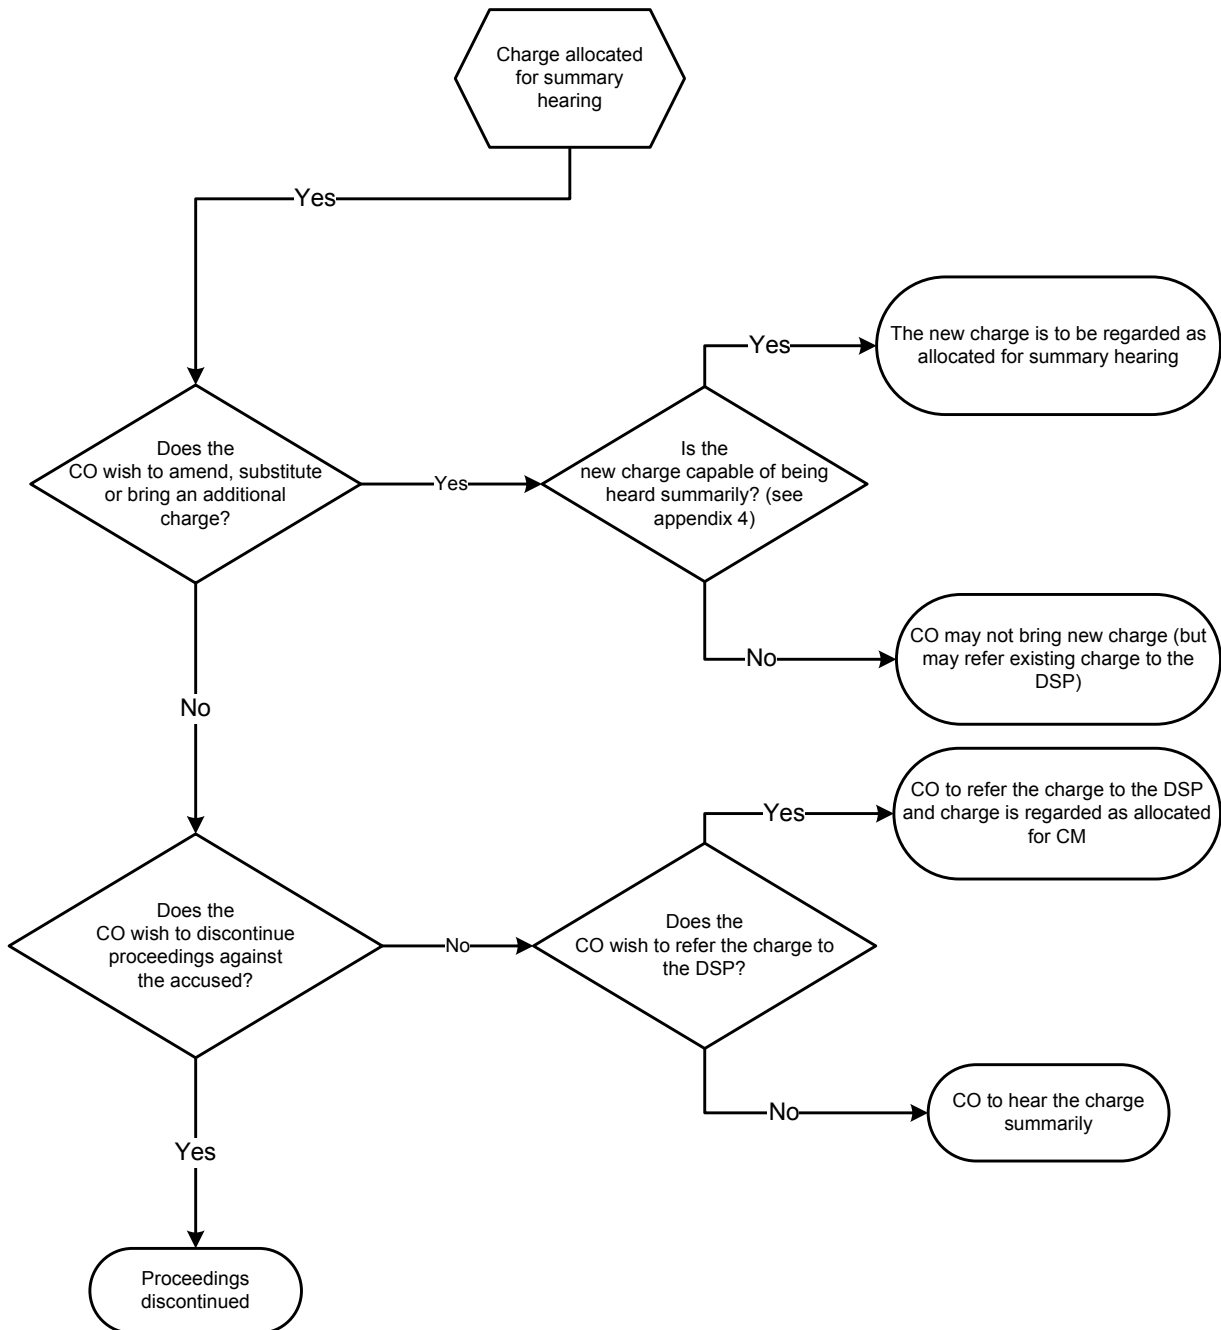 Charge allocated
for summary
hearing
Yes
Does the
CO wish to amend, substitute
or bring an additional
charge?
Yes
Is the
new charge capable of being
heard summarily? (see
appendix 4)
Yes
The new charge is to be regarded as
allocated for summary hearing
No
CO may not bring new charge (but
may refer existing charge to the
DSP)
No
Does the
CO wish to discontinue
proceedings against
the accused?
No
Does the
CO wish to refer the charge to
the DSP?
Yes
CO to refer the charge to the DSP
and charge is regarded as allocated
for CM
No
CO to hear the charge
summarily
Yes
Proceedings
discontinued